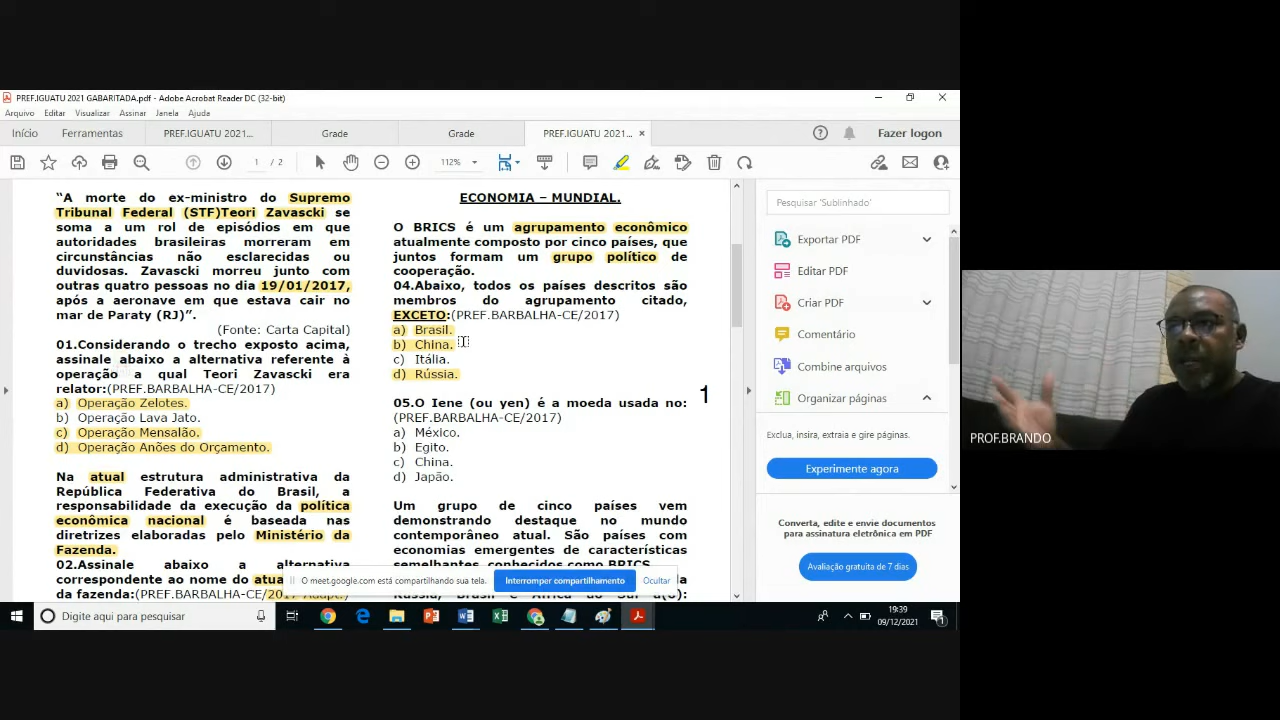 PREF.IGUATU 2021 GABARITADA.pdf - Adobe Acrobat Reader DC (32-bit)
Arquivo Editar Visualizar Assinar Janela Ajuda
Início Ferramentas PREF.IGUATU 2021... Grade Grade PREF.IGUATU 2021... × Fazer logon
1 / 2 112%
“A morte do ex-ministro do Supremo
Tribunal Federal (STF)Teori Zavascki se
soma a um rol de episódios em que
autoridades brasileiras morreram em
circunstâncias não esclarecidas ou
duvidosas. Zavascki morreu junto com
outras quatro pessoas no dia 19/01/2017,
após a aeronave em que estava cair no
mar de Paraty (RJ)”.
(Fonte: Carta Capital)
01.Considerando o trecho exposto acima,
assinale abaixo a alternativa referente à
operação a qual Teori Zavascki era
relator:(PREF.BARBALHA-CE/2017)
a) Operação Zelotes.
b) Operação Lava Jato.
c) Operação Mensalão.
d) Operação Anões do Orçamento.
Na atual estrutura administrativa da
República Federativa do Brasil, a
responsabilidade da execução da política
econômica nacional é baseada nas
diretrizes elaboradas pelo Ministério da
Fazenda.
02.Assinale abaixo a alternativa
correspondente ao nome do atua
da fazenda:(PREF.BARBALHA-CE/2017 Adapt.)
ECONOMIA – MUNDIAL.
O BRICS é um agrupamento econômico
atualmente composto por cinco países, que
juntos formam um grupo político de
cooperação.
04.Abaixo, todos os países descritos são
membros do agrupamento citado,
EXCETO:(PREF.BARBALHA-CE/2017)
a) Brasil.
b) China.
c) Itália.
d) Rússia.
05.O Iene (ou yen) é a moeda usada no:
(PREF.BARBALHA-CE/2017)
a) México.
b) Egito.
c) China.
d) Japão.
Um grupo de cinco países vem
demonstrando destaque no mundo
contemporâneo atual. São países com
economias emergentes de características
semelhantes, conhecidos como BRICS.
Rússia, Brasil e África do Sul a(o):
1
Pesquisar 'Sublinhado'
Exportar PDF
Editar PDF
Criar PDF
Comentário
Combine arquivos
Organizar páginas
Exclua, insira, extraia e gire páginas.
Experimente agora
Converta, edite e envie documentos
para assinatura eletrônica em PDF
Avaliação gratuita de 7 dias
O meet.google.com está compartilhando sua tela. Interromper compartilhamento Ocultar
Digite aqui para pesquisar
19:39
09/12/2021
PROF.BRANDO